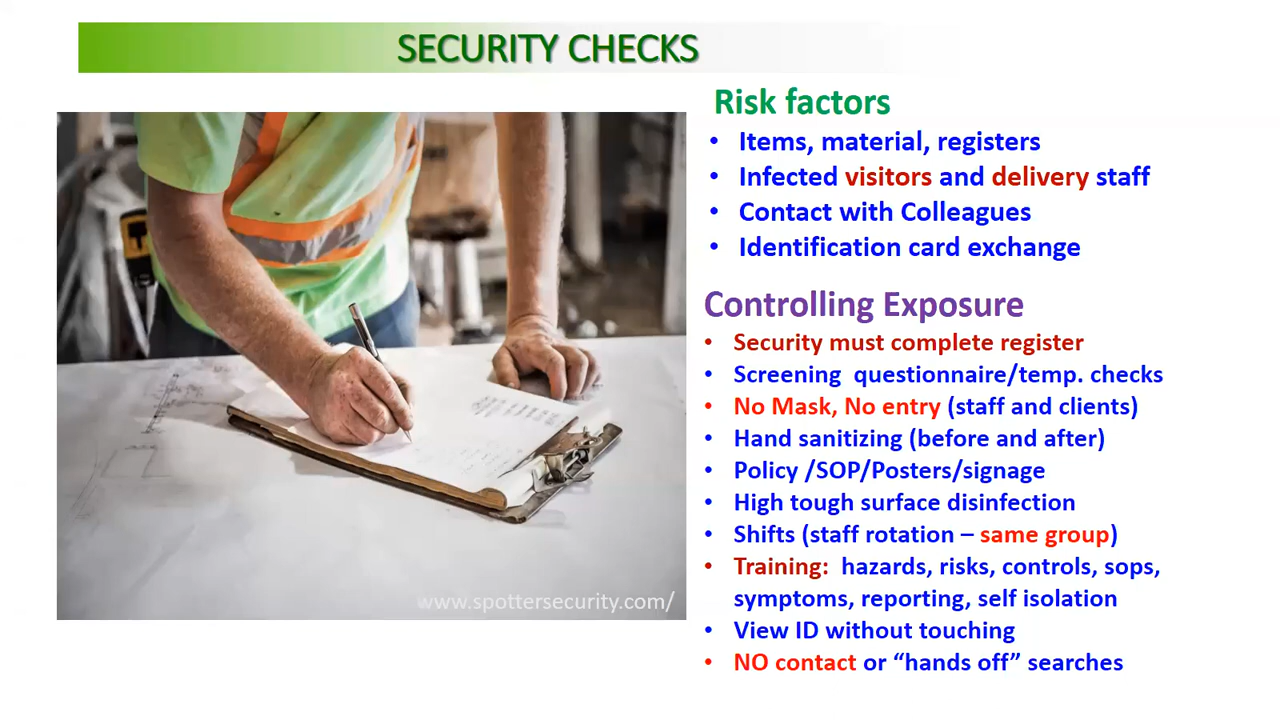 SECURITY CHECKS
Risk factors
• Items, material, registers
• Infected visitors and delivery staff
• Contact with Colleagues
• Identification card exchange
Controlling Exposure
• Security must complete register
• Screening questionnaire/temp. checks
• No Mask, No entry (staff and clients)
• Hand sanitizing (before and after)
• Policy /SOP/Posters/signage
• High tough surface disinfection
• Shifts (staff rotation – same group)
• Training: hazards, risks, controls, sops,
symptoms, reporting, self isolation
• View ID without touching
• NO contact or “hands off” searches
www.spottersecurity.com/